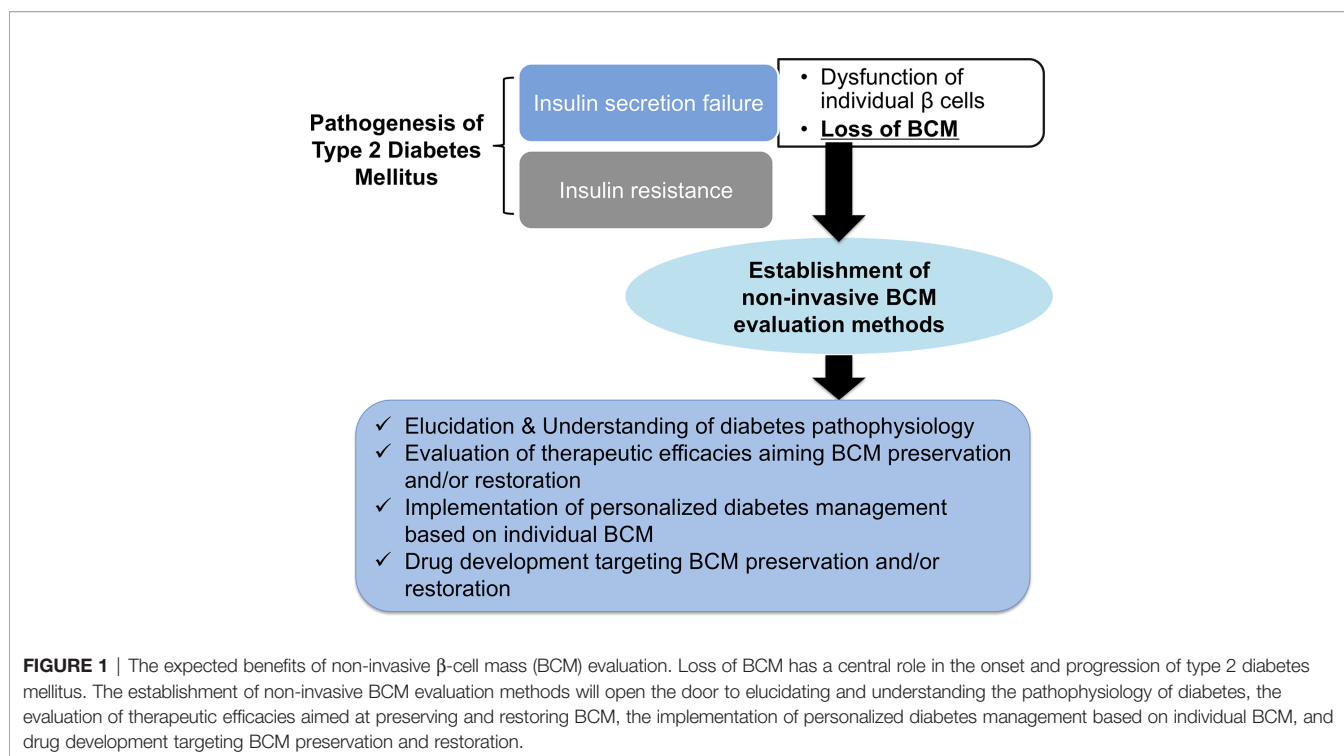 Pathogenesis of
Type 2 Diabetes
Mellitus
Insulin secretion failure
Insulin resistance
• Dysfunction of
individual β cells
• Loss of BCM
Establishment of
non-invasive BCM
evaluation methods
✓ Elucidation & Understanding of diabetes pathophysiology
✓ Evaluation of therapeutic efficacies aiming BCM preservation
and/or restoration
✓ Implementation of personalized diabetes management
based on individual BCM
✓ Drug development targeting BCM preservation and/or
restoration
FIGURE 1 | The expected benefits of non-invasive β-cell mass (BCM) evaluation. Loss of BCM has a central role in the onset and progression of type 2 diabetes
mellitus. The establishment of non-invasive BCM evaluation methods will open the door to elucidating and understanding the pathophysiology of diabetes, the
evaluation of therapeutic efficacies aimed at preserving and restoring BCM, the implementation of personalized diabetes management based on individual BCM, and
drug development targeting BCM preservation and restoration.